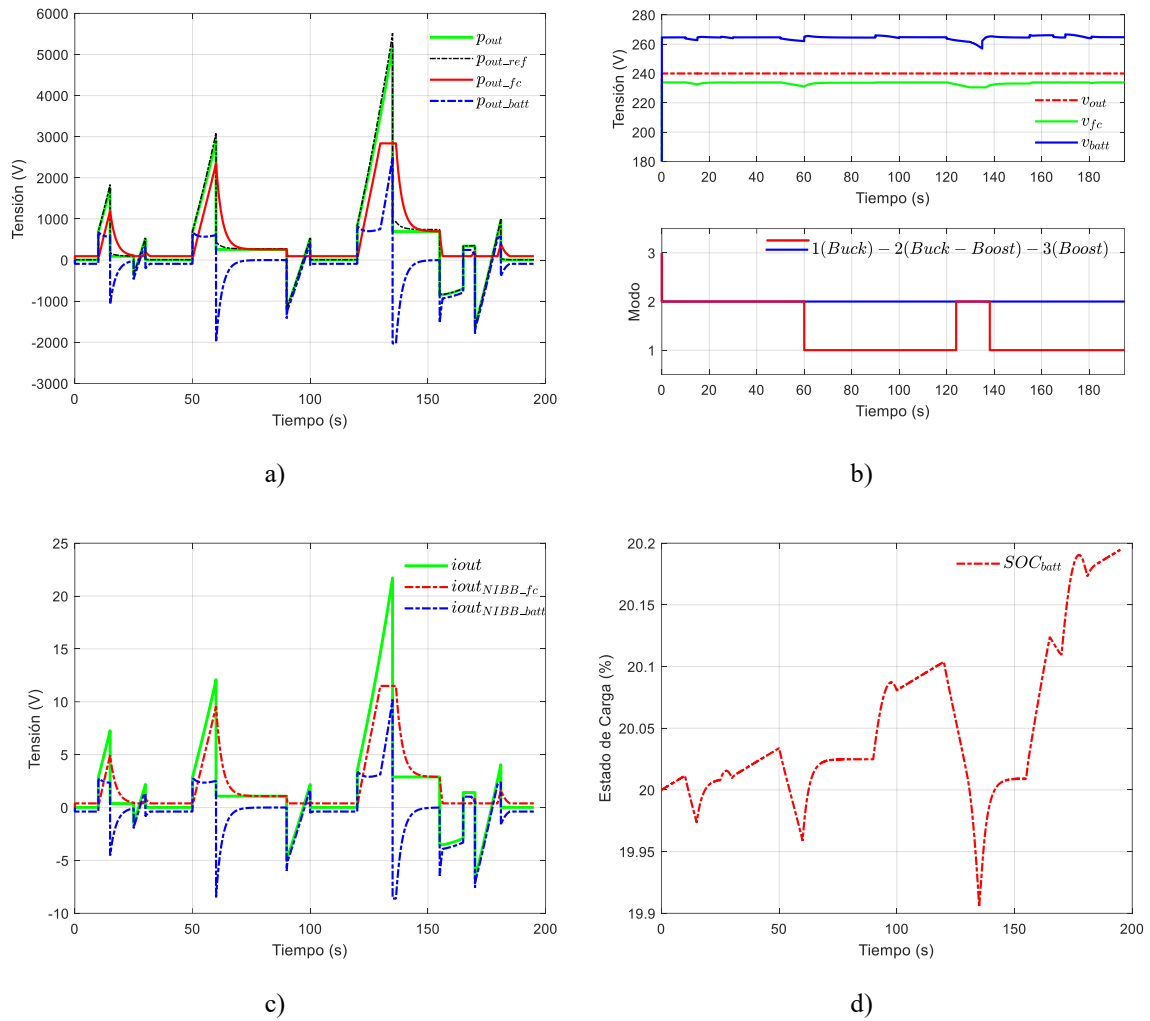 6000
5000
4000
3000
2000
1000
0
-1000
-2000
-3000
Tensión (V)
p_out
p_out_ref
p_out_fc
p_out_batt
0 50 100 150 200
Tiempo (s)
a)
280
260
240
220
200
180
Tensión (V)
v_out
v_fc
v_batt
0 20 40 60 80 100 120 140 160 180
Tiempo (s)
3
2
1
Modo
1(Buck) − 2(Buck − Boost) − 3(Boost)
0 20 40 60 80 100 120 140 160 180
Tiempo (s)
b)
25
20
15
10
5
0
-5
-10
Tensión (V)
iout
iout_NIBB_fc
iout_NIBB_batt
0 50 100 150 200
Tiempo (s)
c)
20.2
20.15
20.1
20.05
20
19.95
19.9
Estado de Carga (%)
SOC_batt
0 50 100 150 200
Tiempo (s)
d)